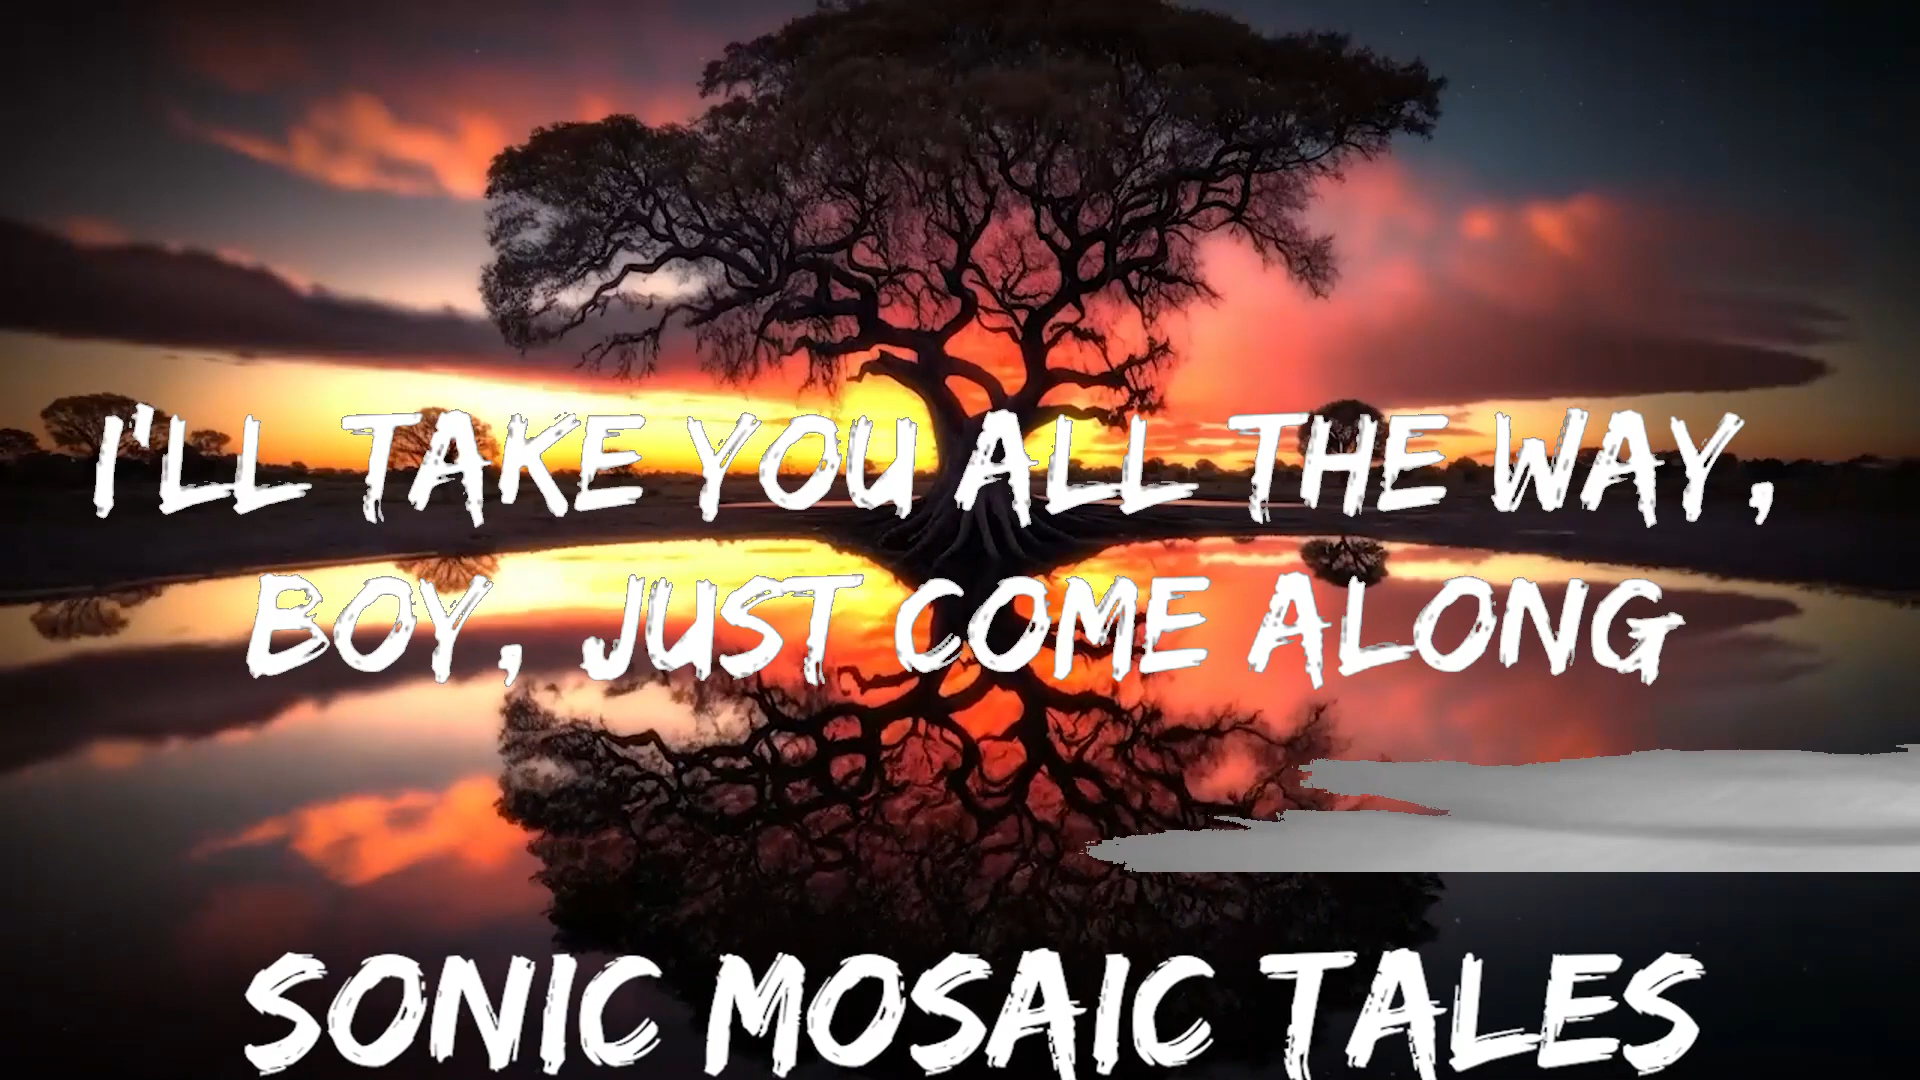 I'LL TAKE YOU ALL THE WAY,
BOY, JUST COME ALONG
SONIC MOSAIC TALES